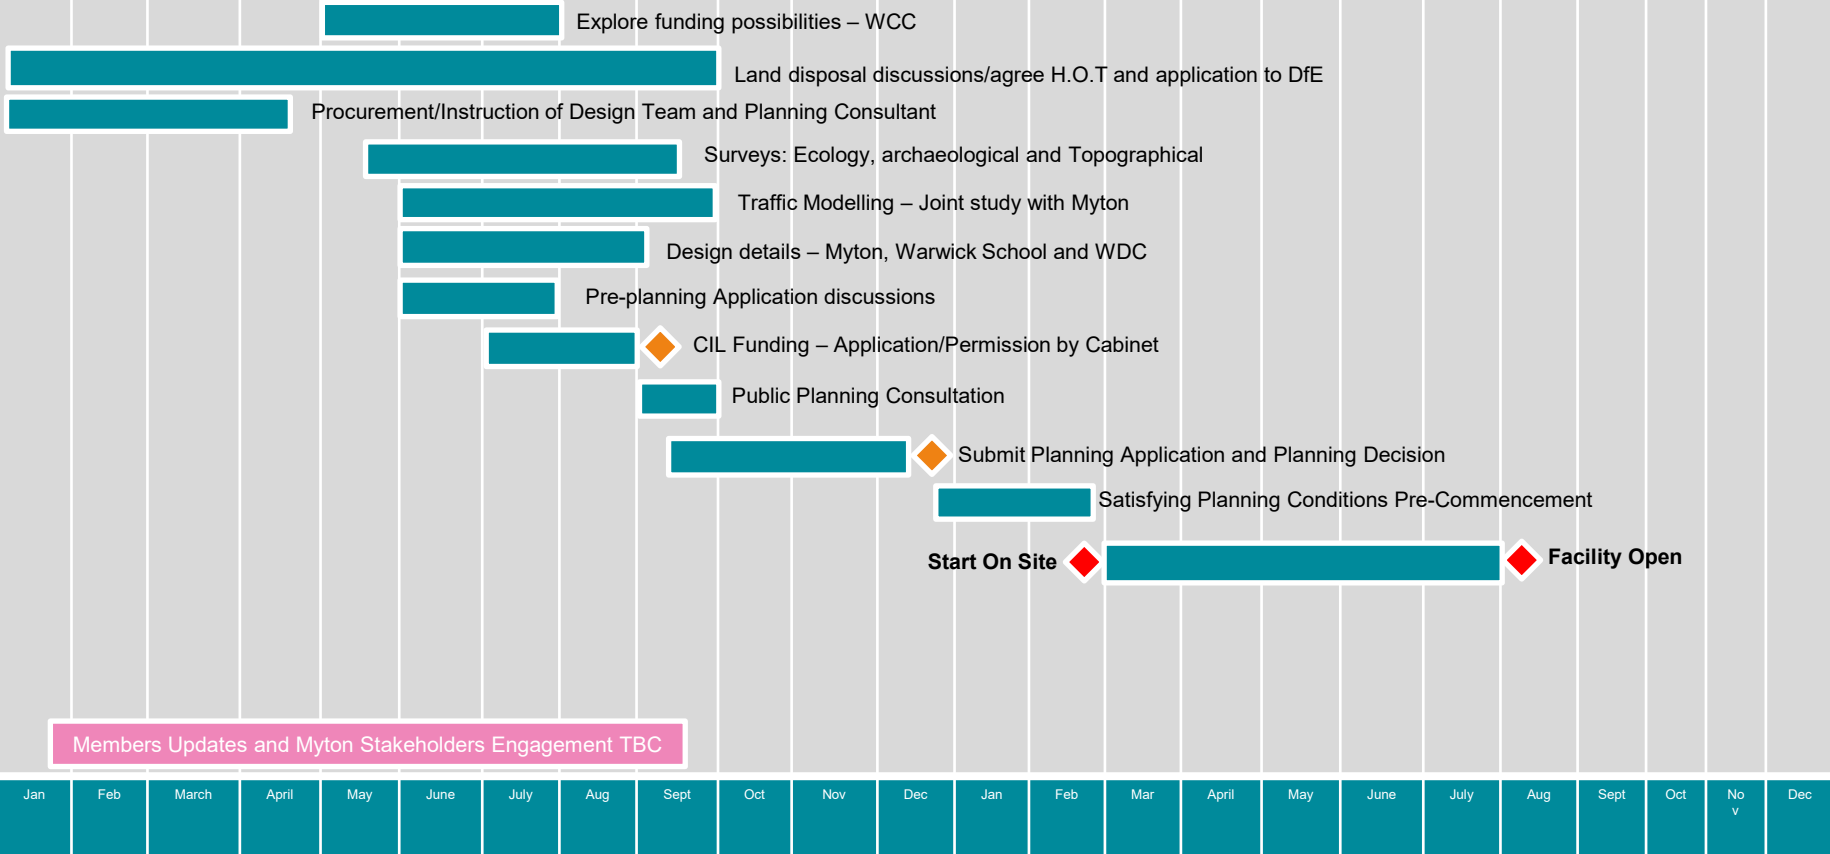 Explore funding possibilities – WCC
Land disposal discussions/agree H.O.T and application to DfE
Procurement/Instruction of Design Team and Planning Consultant
Surveys: Ecology, archaeological and Topographical
Traffic Modelling – Joint study with Myton
Design details – Myton, Warwick School and WDC
Pre-planning Application discussions
CIL Funding – Application/Permission by Cabinet
Public Planning Consultation
Submit Planning Application and Planning Decision
Satisfying Planning Conditions Pre-Commencement
Start On Site
Facility Open
Members Updates and Myton Stakeholders Engagement TBC
Jan Feb March April May June July Aug Sept Oct Nov Dec Jan Feb Mar April May June July Aug Sept Oct No Dec
v